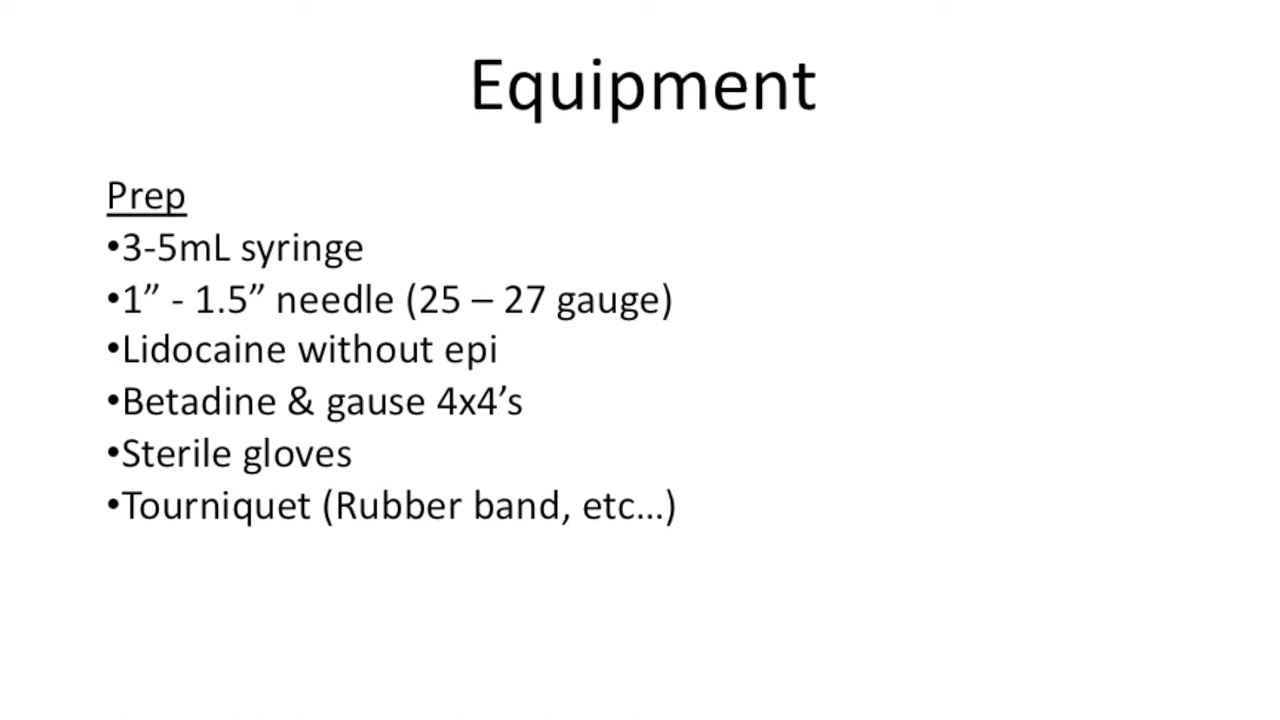 Equipment
Prep
•3-5mL syringe
•1” - 1.5” needle (25 – 27 gauge)
•Lidocaine without epi
•Betadine & gause 4x4’s
•Sterile gloves
•Tourniquet (Rubber band, etc…)